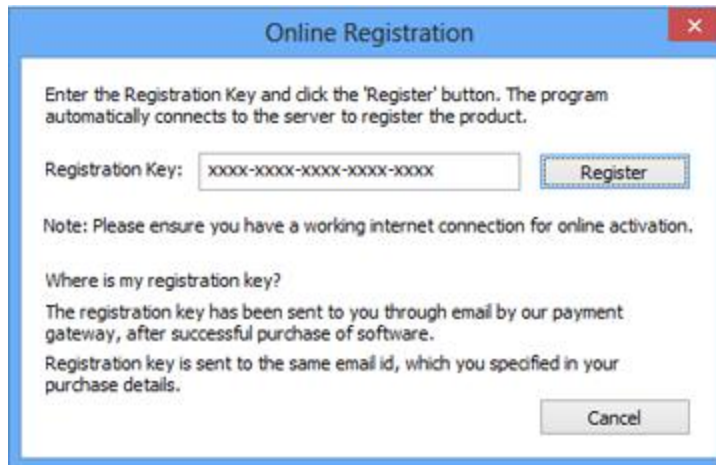 Online Registration
Enter the Registration Key and click the 'Register' button. The program
automatically connects to the server to register the product.
Registration Key: xxxx-xxxx-xxxx-xxxx-xxxx Register
Note: Please ensure you have a working internet connection for online activation.
Where is my registration key?
The registration key has been sent to you through email by our payment
gateway, after successful purchase of software.
Registration key is sent to the same email id, which you specified in your
purchase details.
Cancel